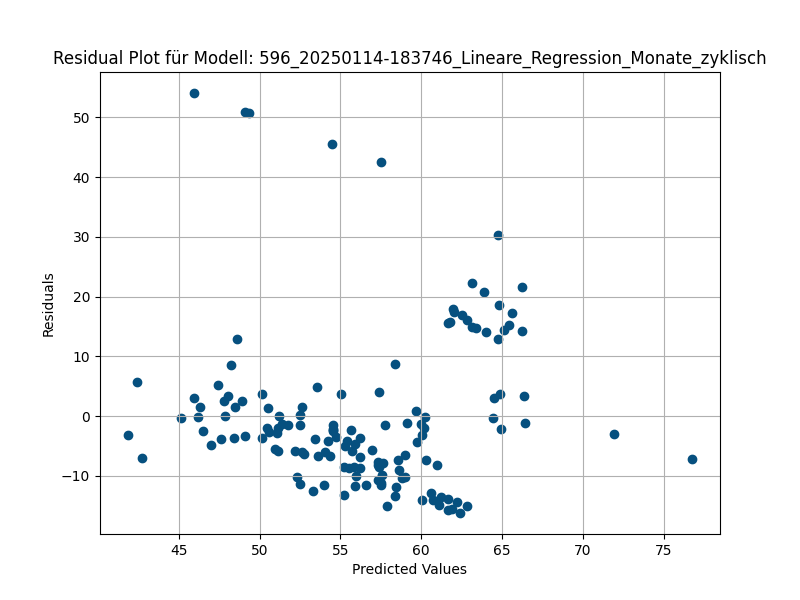 Residual Plot für Modell: 596_20250114-183746_Lineare_Regression_Monate_zyklisch
50
40
30
20
10
0
−10
Residuals
45 50 55 60 65 70 75
Predicted Values